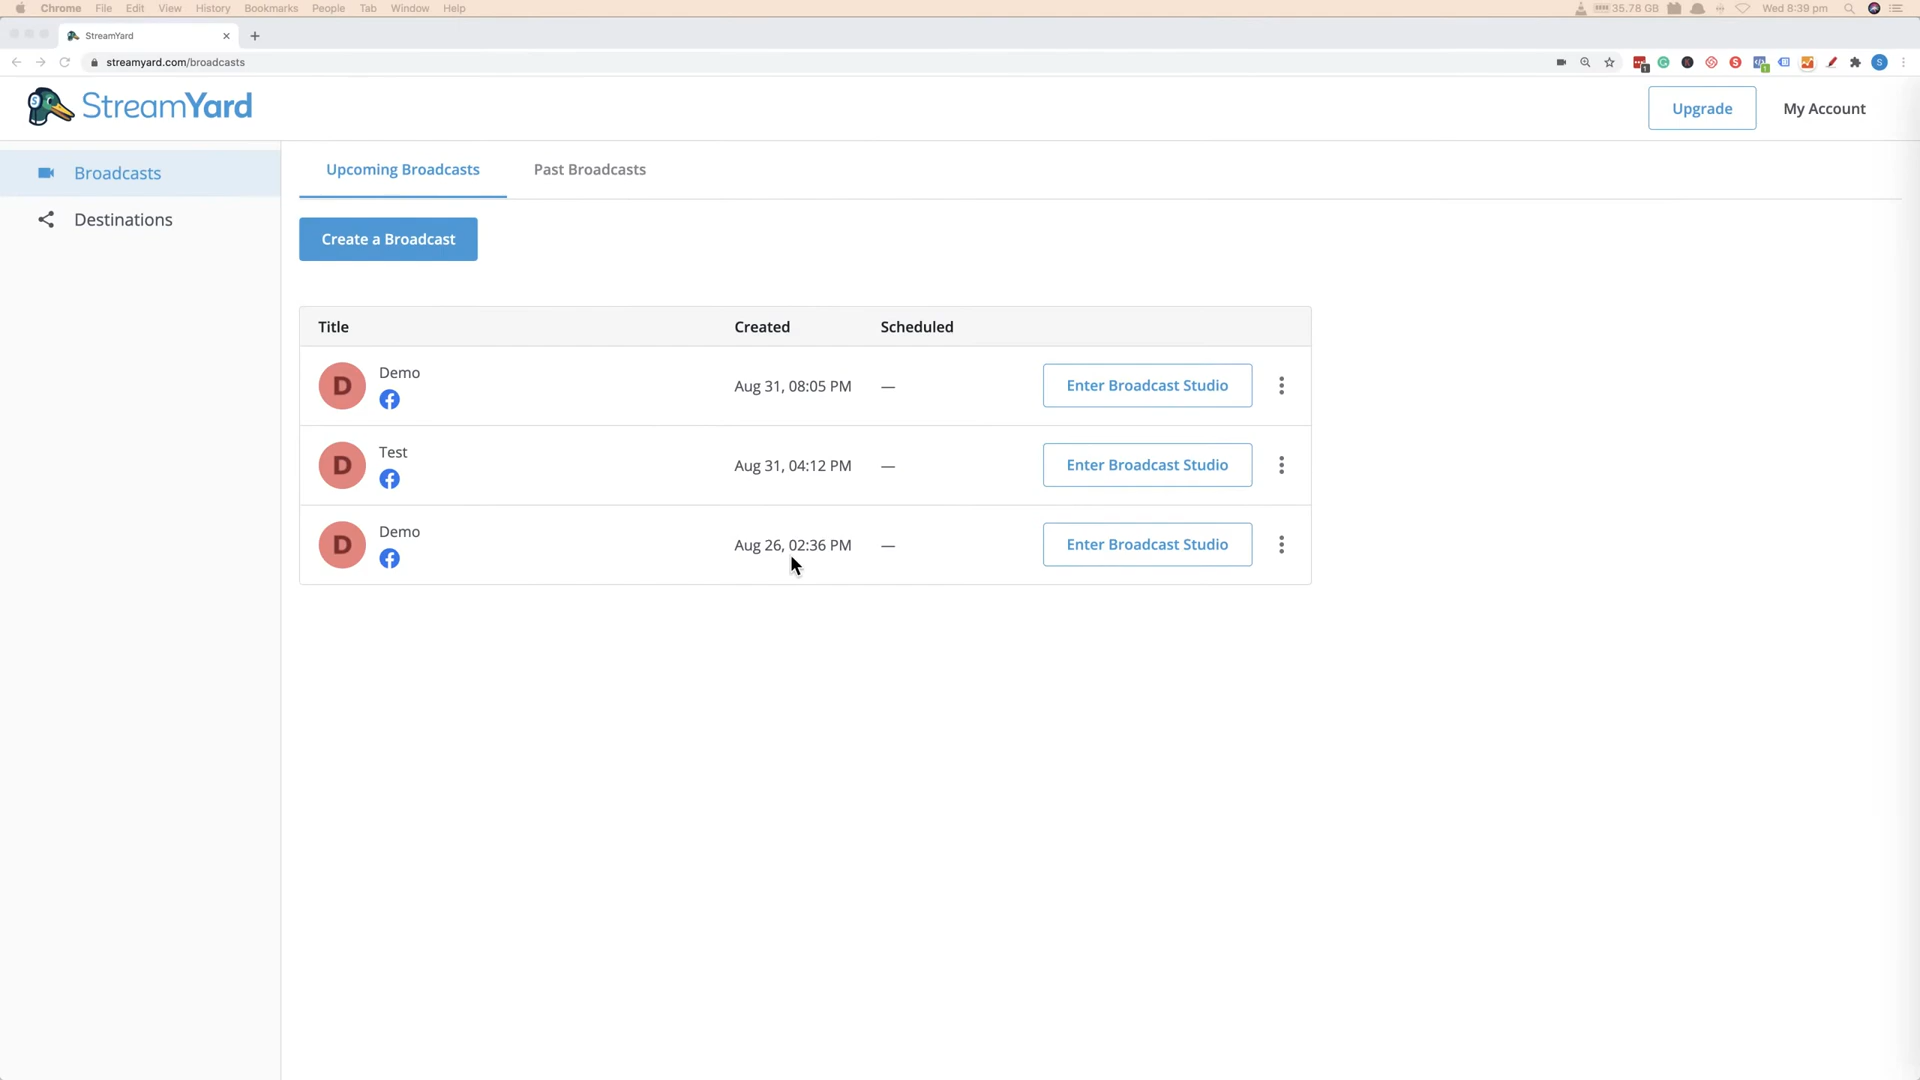 Chrome File Edit View History Bookmarks People Tab Window Help 35.78 GB Wed 8:39 pm
StreamYard
streamyard.com/broadcasts
StreamYard Upgrade My Account
Broadcasts
Destinations
Upcoming Broadcasts Past Broadcasts
Create a Broadcast
Title Created Scheduled
D Demo Aug 31, 08:05 PM — Enter Broadcast Studio
D Test Aug 31, 04:12 PM — Enter Broadcast Studio
D Demo Aug 26, 02:36 PM — Enter Broadcast Studio